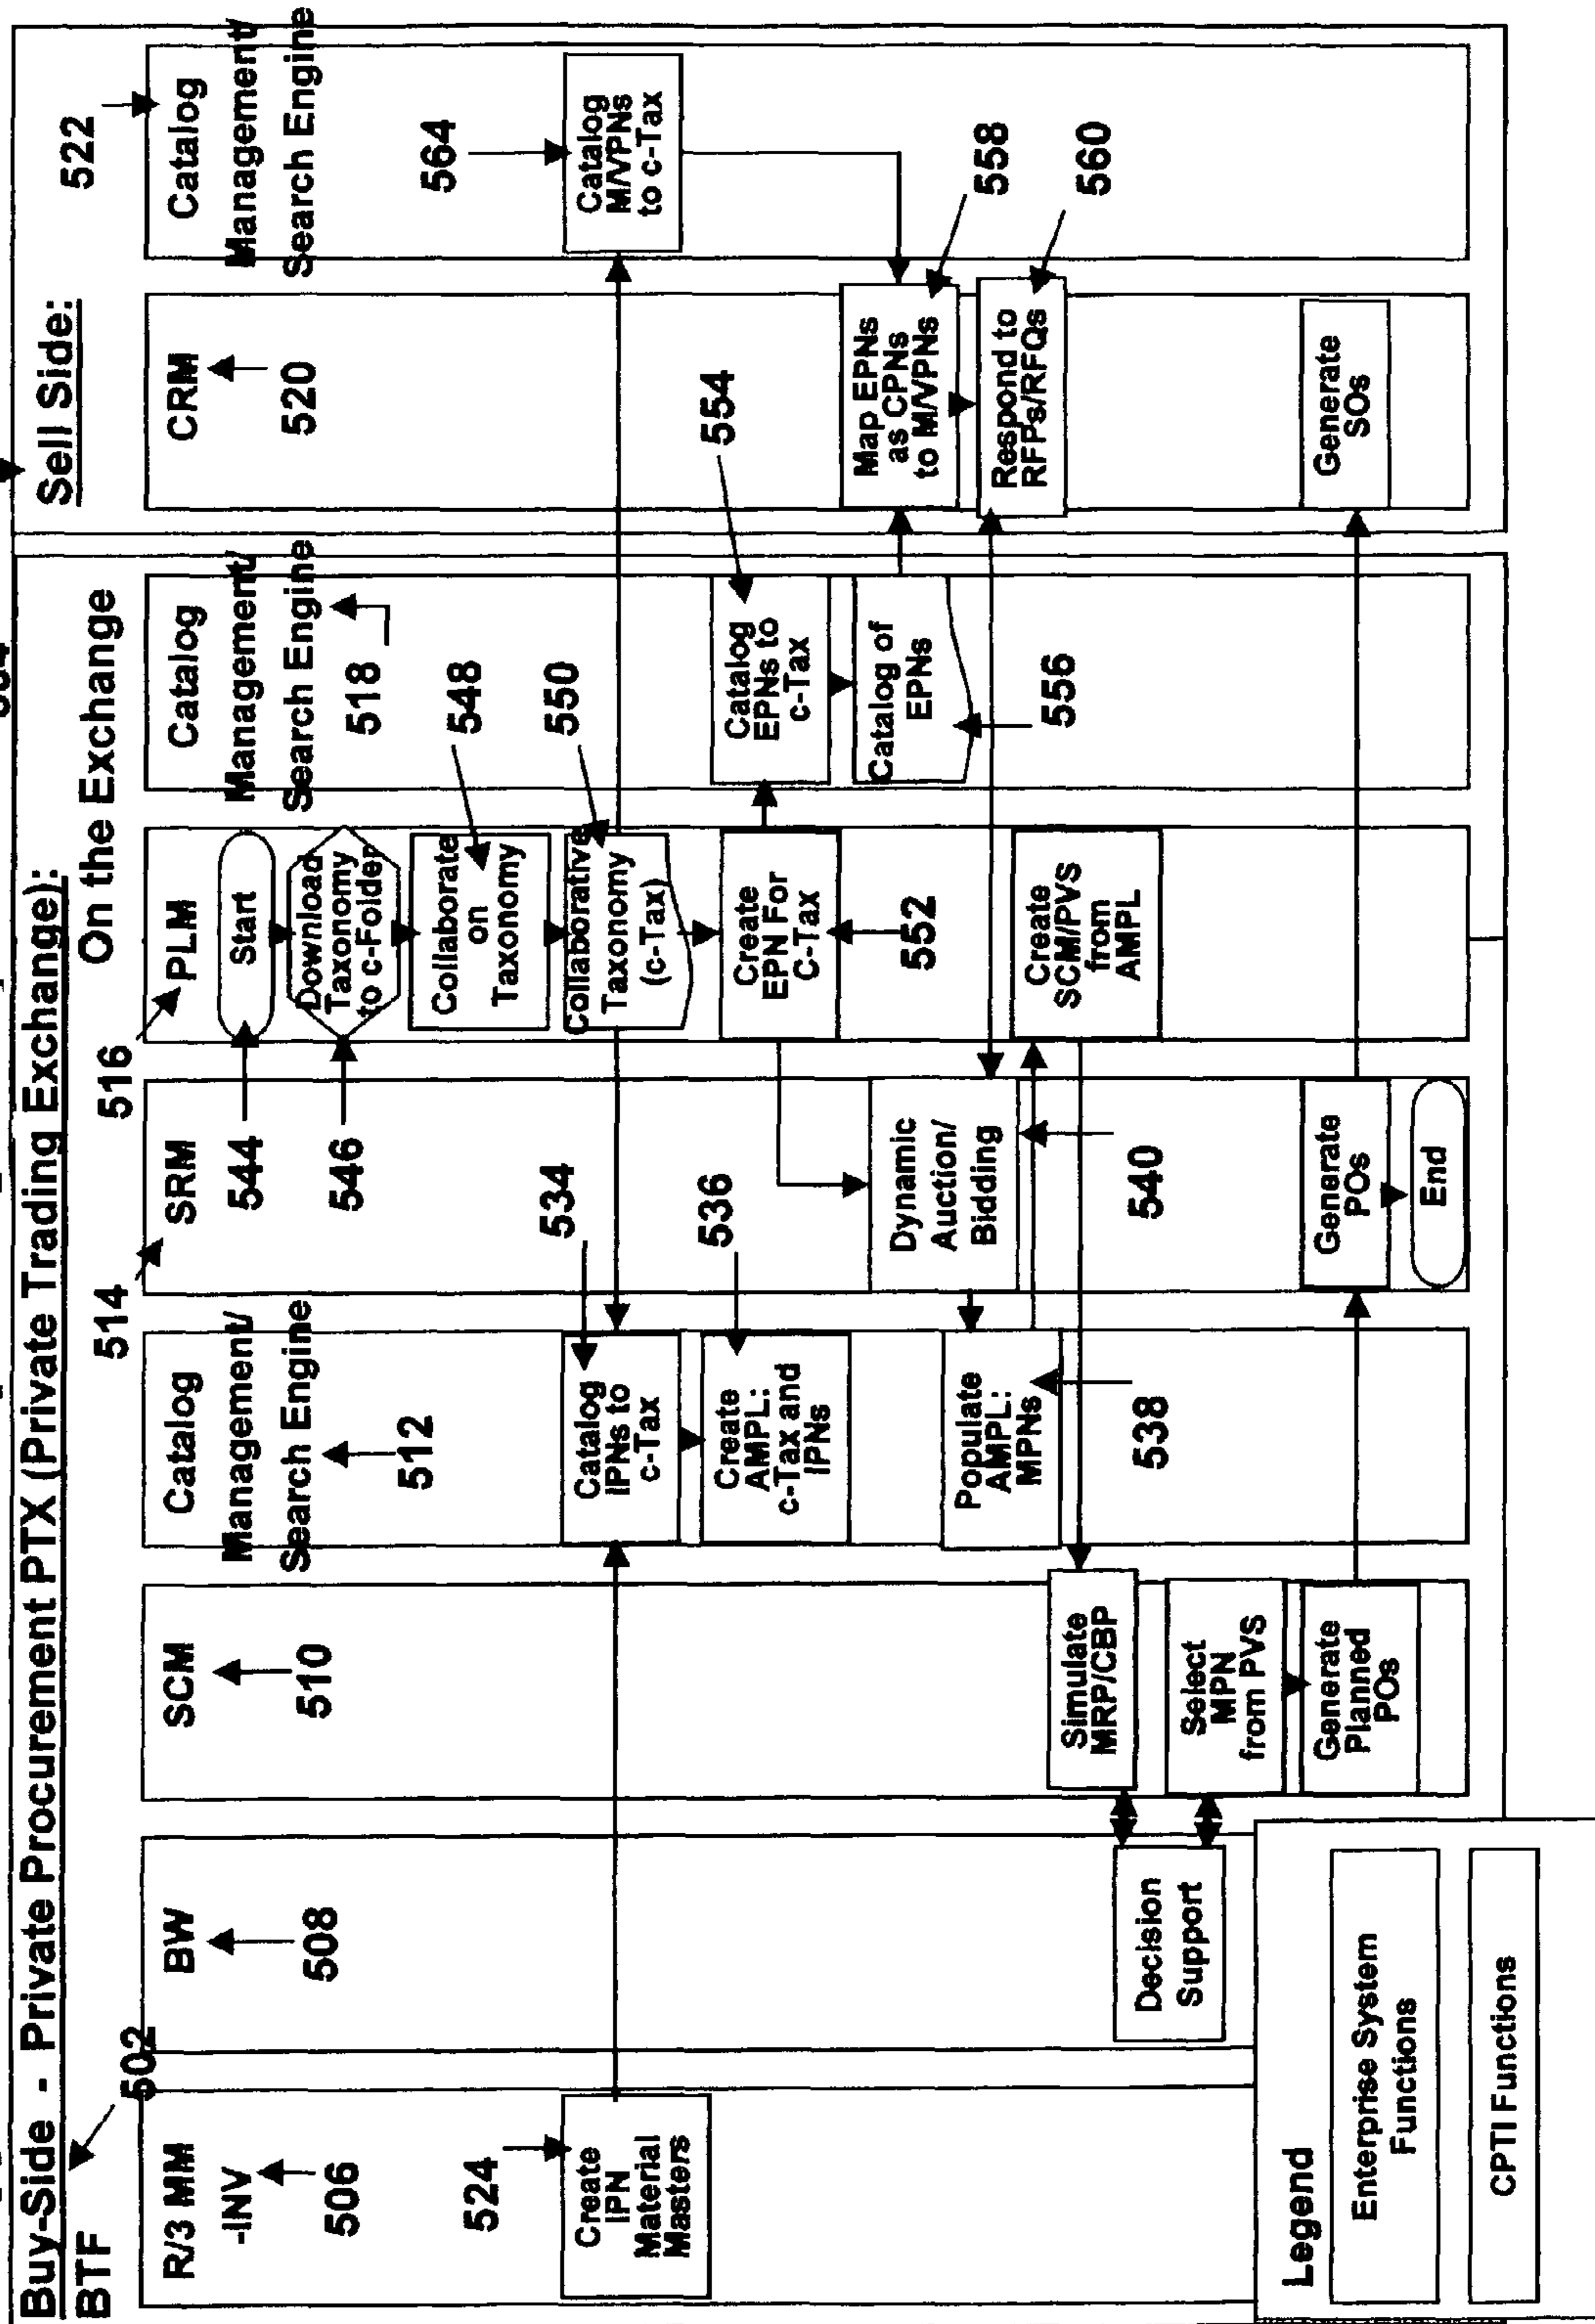 Buy-Side - Private Procurement PTX (Private Trading Exchange):
Sell Side:
BTF
502
On the Exchange
R/3 MM
-INV
506
BW
508
SCM
510
Catalog
Management/
Search Engine
512
514
SRM
516
PLM
Catalog
Management/
Search Engine
518
CRM
520
522
Catalog
Management/
Search Engine
544
Start
546
Download
Taxonomy
to c-Folder
548
Collaborate
on
Taxonomy
550
Collaborative
Taxonomy
(c-Tax)
524
Create
IPN
Material
Masters
534
Catalog
IPNs to
c-Tax
564
Catalog
M/VPNs
to c-Tax
536
Create
AMPL:
c-Tax and
IPNs
Create
EPN For
C-Tax
552
554
Catalog
EPNs to
c-Tax
Catalog of
EPNs
556
Map EPNs
as CPNs
to M/VPNs
558
Dynamic
Auction/
Bidding
540
Populate
AMPL:
MPNs
538
Respond to
RFPs/RFQs
560
Create
SCM/PVS
from
AMPL
Simulate
MRP/CBP
Decision
Support
Select
MPN
from PVS
Generate
Planned
POs
Generate
POs
Generate
SOs
End
Legend
Enterprise System
Functions
CPTI Functions